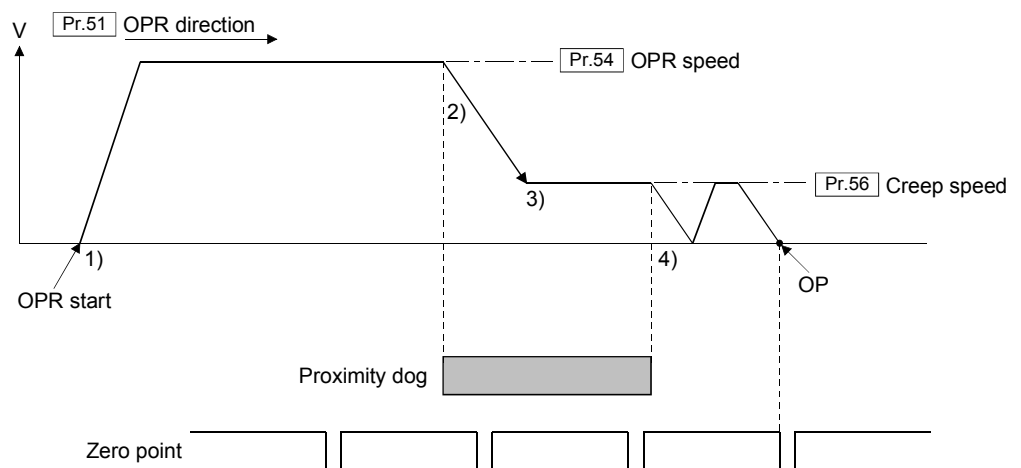 V
Pr.51 OPR direction
Pr.54 OPR speed
2)
3)
Pr.56 Creep speed
1)
4)
OPR start
OP
Proximity dog
Zero point